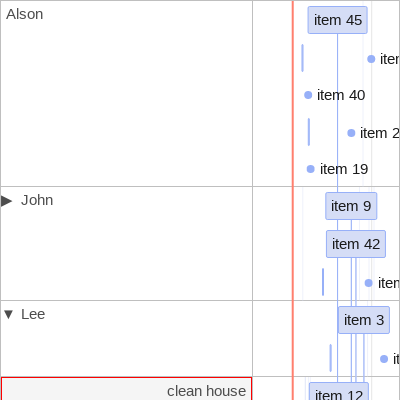 Alson
item 45
item 40
item 19
▶ John
item 9
item 42
▼ Lee
item 3
clean house
item 12